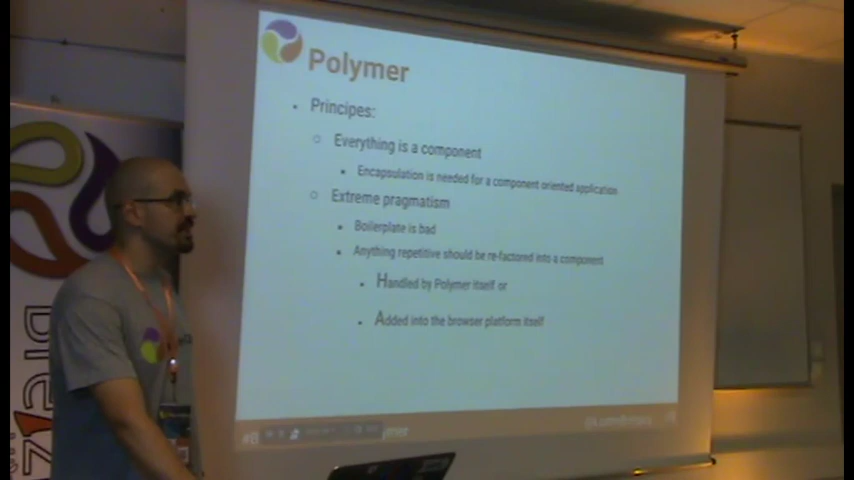 Polymer
Principes:
Everything is a component
Encapsulation is needed for a component oriented application
Extreme pragmatism
Boilerplate is bad
Anything repetitive should be re-factored into a component
Handled by Polymer itself or
Added into the browser platform itself